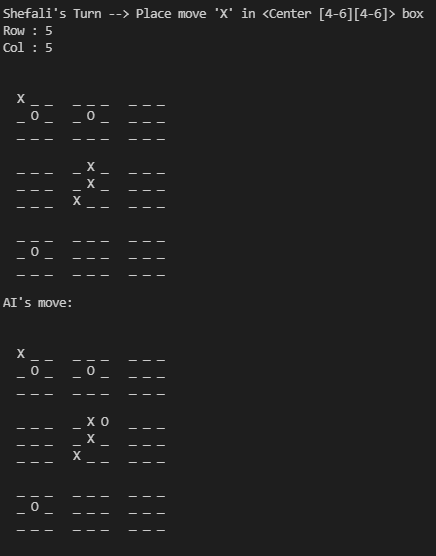 Shefali's Turn --> Place move 'X' in <Center [4-6][4-6]> box
Row : 5
Col : 5
X _ _  _ _ _  _ _ _
_ O _  _ O _  _ _ _
_ _ _  _ _ _  _ _ _
_ _ _  _ X _  _ _ _
_ _ _  _ X _  _ _ _
_ _ _  X _ _  _ _ _
_ _ _  _ _ _  _ _ _
_ O _  _ _ _  _ _ _
_ _ _  _ _ _  _ _ _
AI's move:
X _ _  _ _ _  _ _ _
_ O _  _ O _  _ _ _
_ _ _  _ _ _  _ _ _
_ _ _  _ X O  _ _ _
_ _ _  _ X _  _ _ _
_ _ _  X _ _  _ _ _
_ _ _  _ _ _  _ _ _
_ O _  _ _ _  _ _ _
_ _ _  _ _ _  _ _ _